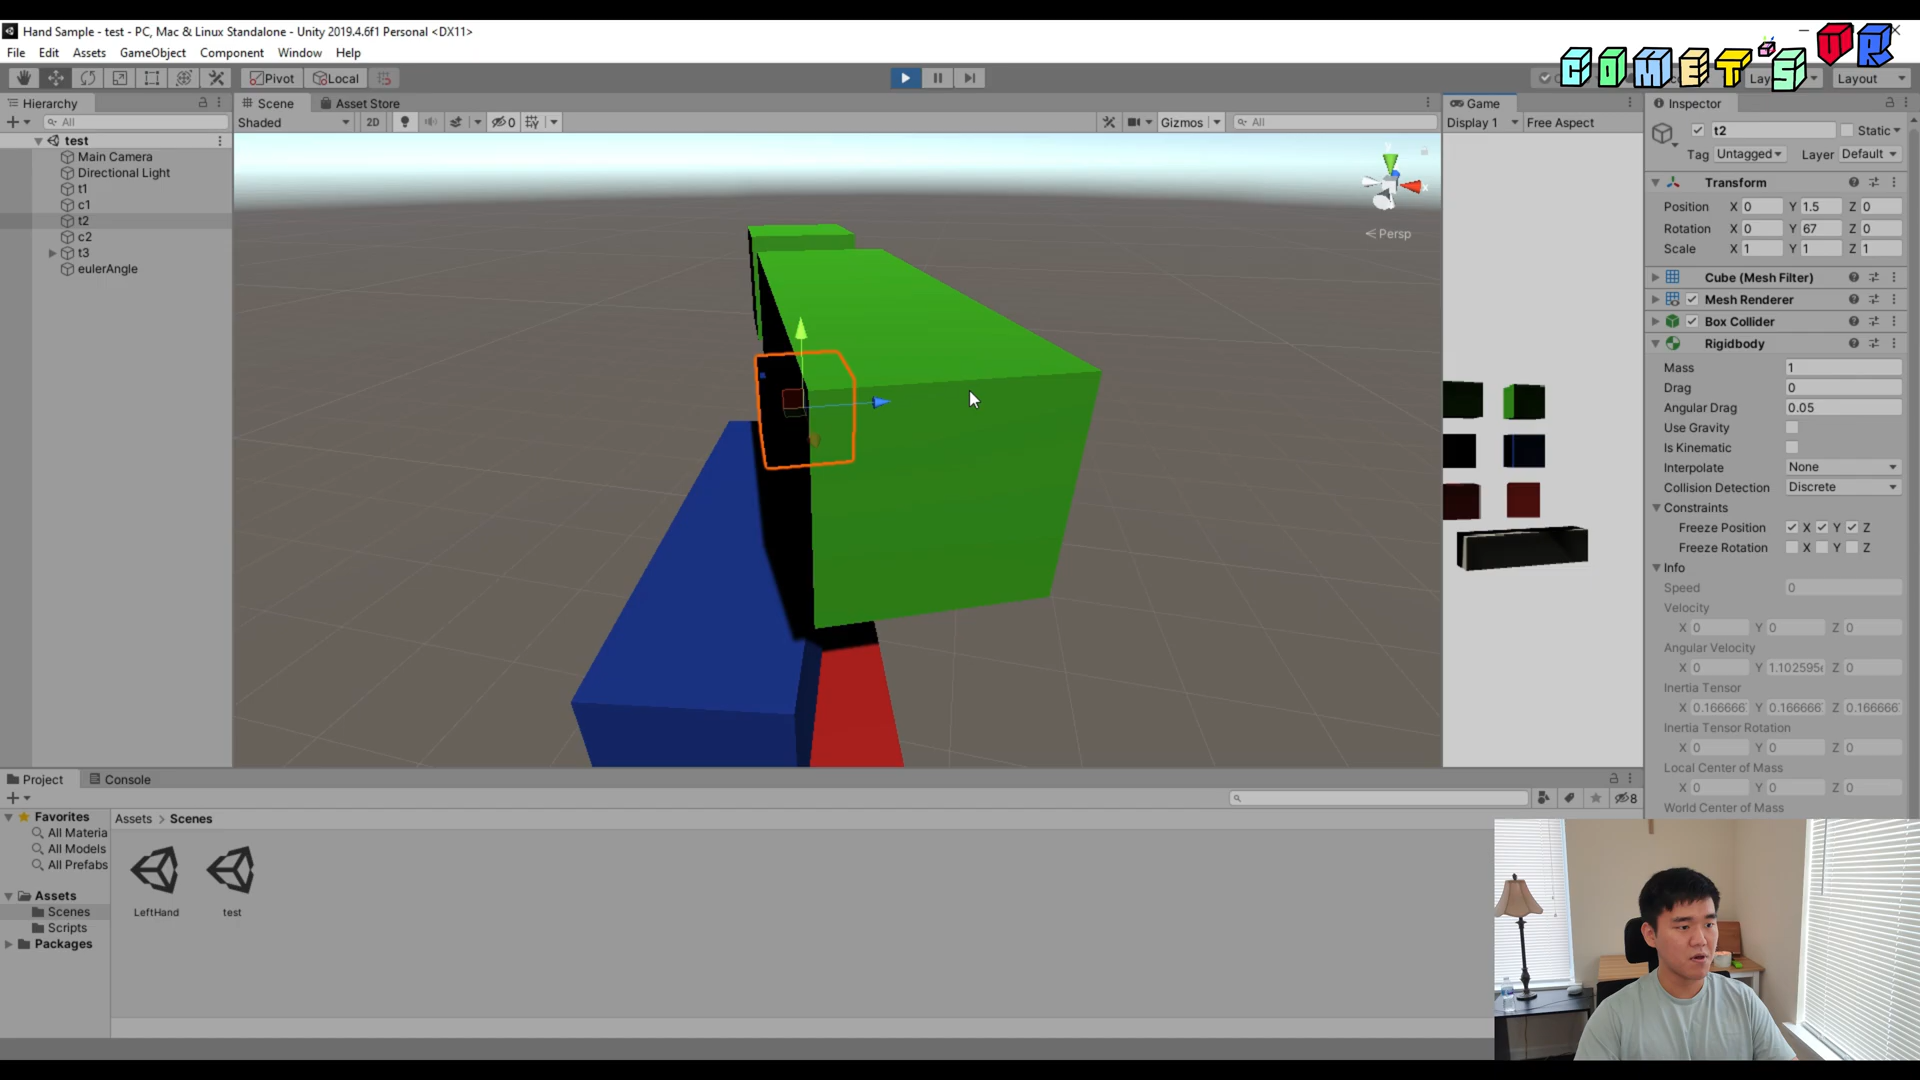 Hand Sample - test - PC, Mac & Linux Standalone - Unity 2019.4.6f1 Personal <DX11>
COMET'S VR
File Edit Assets GameObject Component Window Help
Pivot Local Layout
Hierarchy
All
test
Main Camera
Directional Light
t1
c1
t2
c2
t3
eulerAngle
Scene Asset Store
Shaded 2D 0 Gizmos All
y
x
Persp
Game
Display 1 Free Aspect
Inspector
t2 Static
Tag Untagged Layer Default
Transform
Position X 0 Y 1.5 Z 0
Rotation X 0 Y 67 Z 0
Scale X 1 Y 1 Z 1
Cube (Mesh Filter)
Mesh Renderer
Box Collider
Rigidbody
Mass 1
Drag 0
Angular Drag 0.05
Use Gravity
Is Kinematic
Interpolate None
Collision Detection Discrete
Constraints
Freeze Position X Y Z
Freeze Rotation X Y Z
Info
Speed 0
Velocity
X 0 Y 0 Z 0
Angular Velocity
X 0 Y 1.102595 Z 0
Inertia Tensor
X 0.166666 Y 0.166666 Z 0.166666
Inertia Tensor Rotation
X 0 Y 0 Z 0
Local Center of Mass
X 0 Y 0 Z 0
World Center of Mass
Project Console
8
Favorites
All Materia
All Models
All Prefabs
Assets
Scenes
Scripts
Packages
Assets > Scenes
LeftHand
test